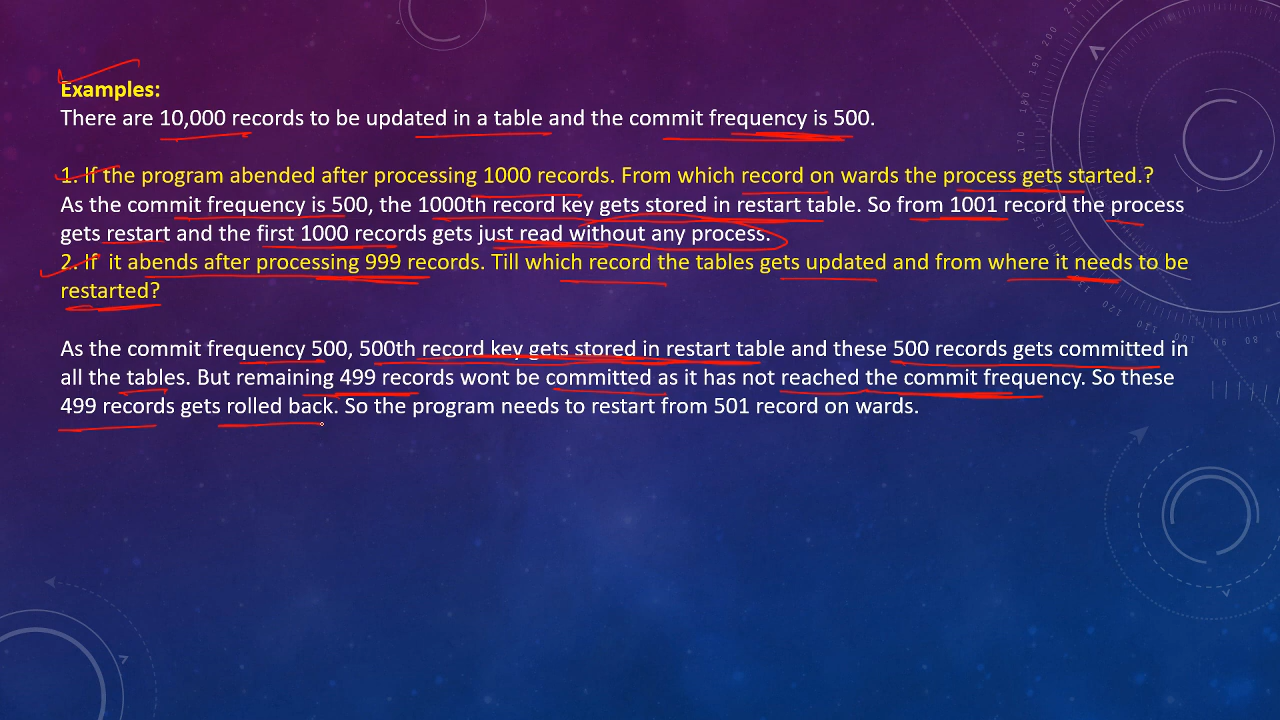 Examples:
There are 10,000 records to be updated in a table and the commit frequency is 500.
1. If the program abended after processing 1000 records. From which record on wards the process gets started.?
As the commit frequency is 500, the 1000th record key gets stored in restart table. So from 1001 record the process
gets restart and the first 1000 records gets just read without any process.
2. If  it abends after processing 999 records. Till which record the tables gets updated and from where it needs to be
restarted?
As the commit frequency 500, 500th record key gets stored in restart table and these 500 records gets committed in
all the tables. But remaining 499 records wont be committed as it has not reached the commit frequency. So these
499 records gets rolled back. So the program needs to restart from 501 record on wards.